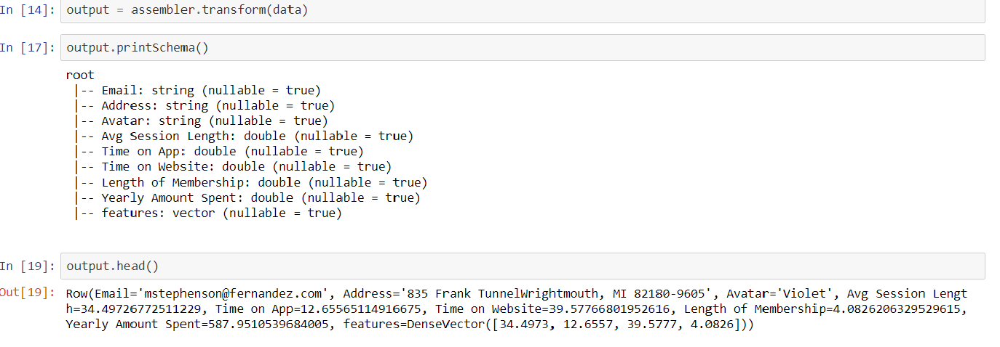 In [14]: output = assembler.transform(data)
In [17]: output.printSchema()
root
 |-- Email: string (nullable = true)
 |-- Address: string (nullable = true)
 |-- Avatar: string (nullable = true)
 |-- Avg Session Length: double (nullable = true)
 |-- Time on App: double (nullable = true)
 |-- Time on Website: double (nullable = true)
 |-- Length of Membership: double (nullable = true)
 |-- Yearly Amount Spent: double (nullable = true)
 |-- features: vector (nullable = true)
In [19]: output.head()
Out[19]: Row(Email='mstephenson@fernandez.com', Address='835 Frank TunnelWrightmouth, MI 82180-9605', Avatar='Violet', Avg Session Lengt
h=34.49726772511229, Time on App=12.65565114916675, Time on Website=39.57766801952616, Length of Membership=4.0826206329529615,
Yearly Amount Spent=587.9510539684005, features=DenseVector([34.4973, 12.6557, 39.5777, 4.0826]))